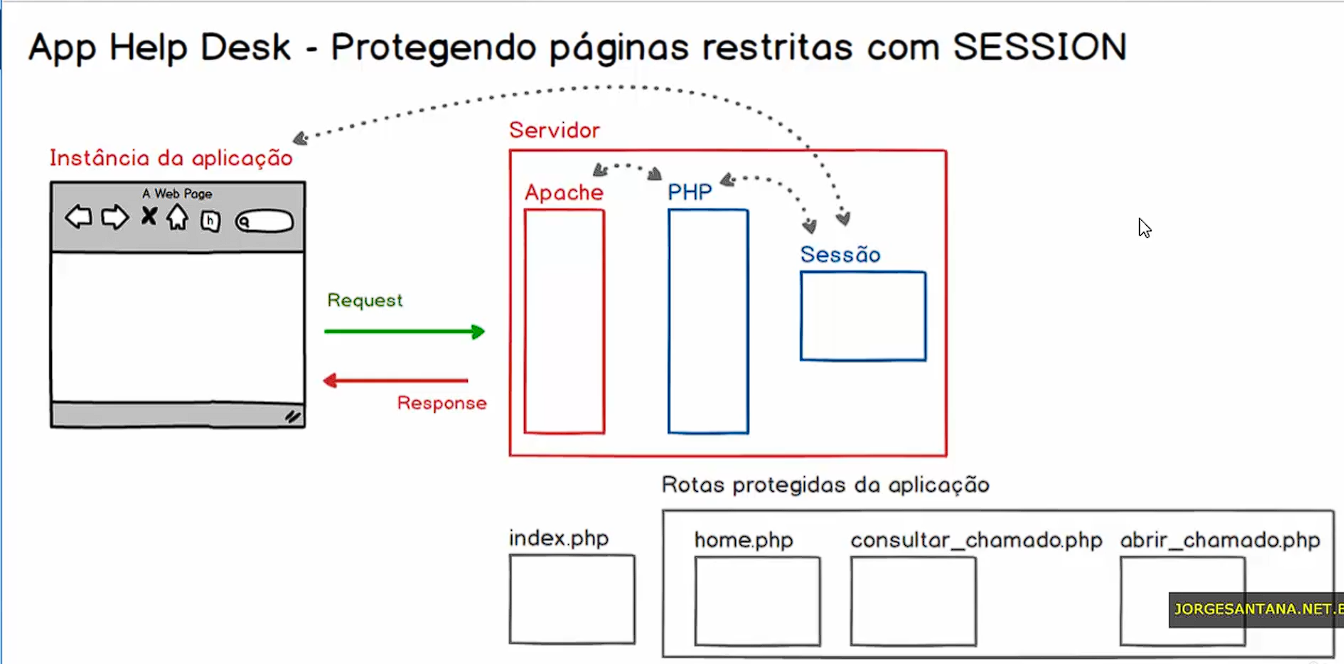 App Help Desk - Protegendo páginas restritas com SESSION
Servidor
Instância da aplicação
A Web Page
h
Apache
PHP
Sessão
Request
Response
Rotas protegidas da aplicação
index.php
home.php
consultar_chamado.php
abrir_chamado.php
JORGESANTANA.NET.B